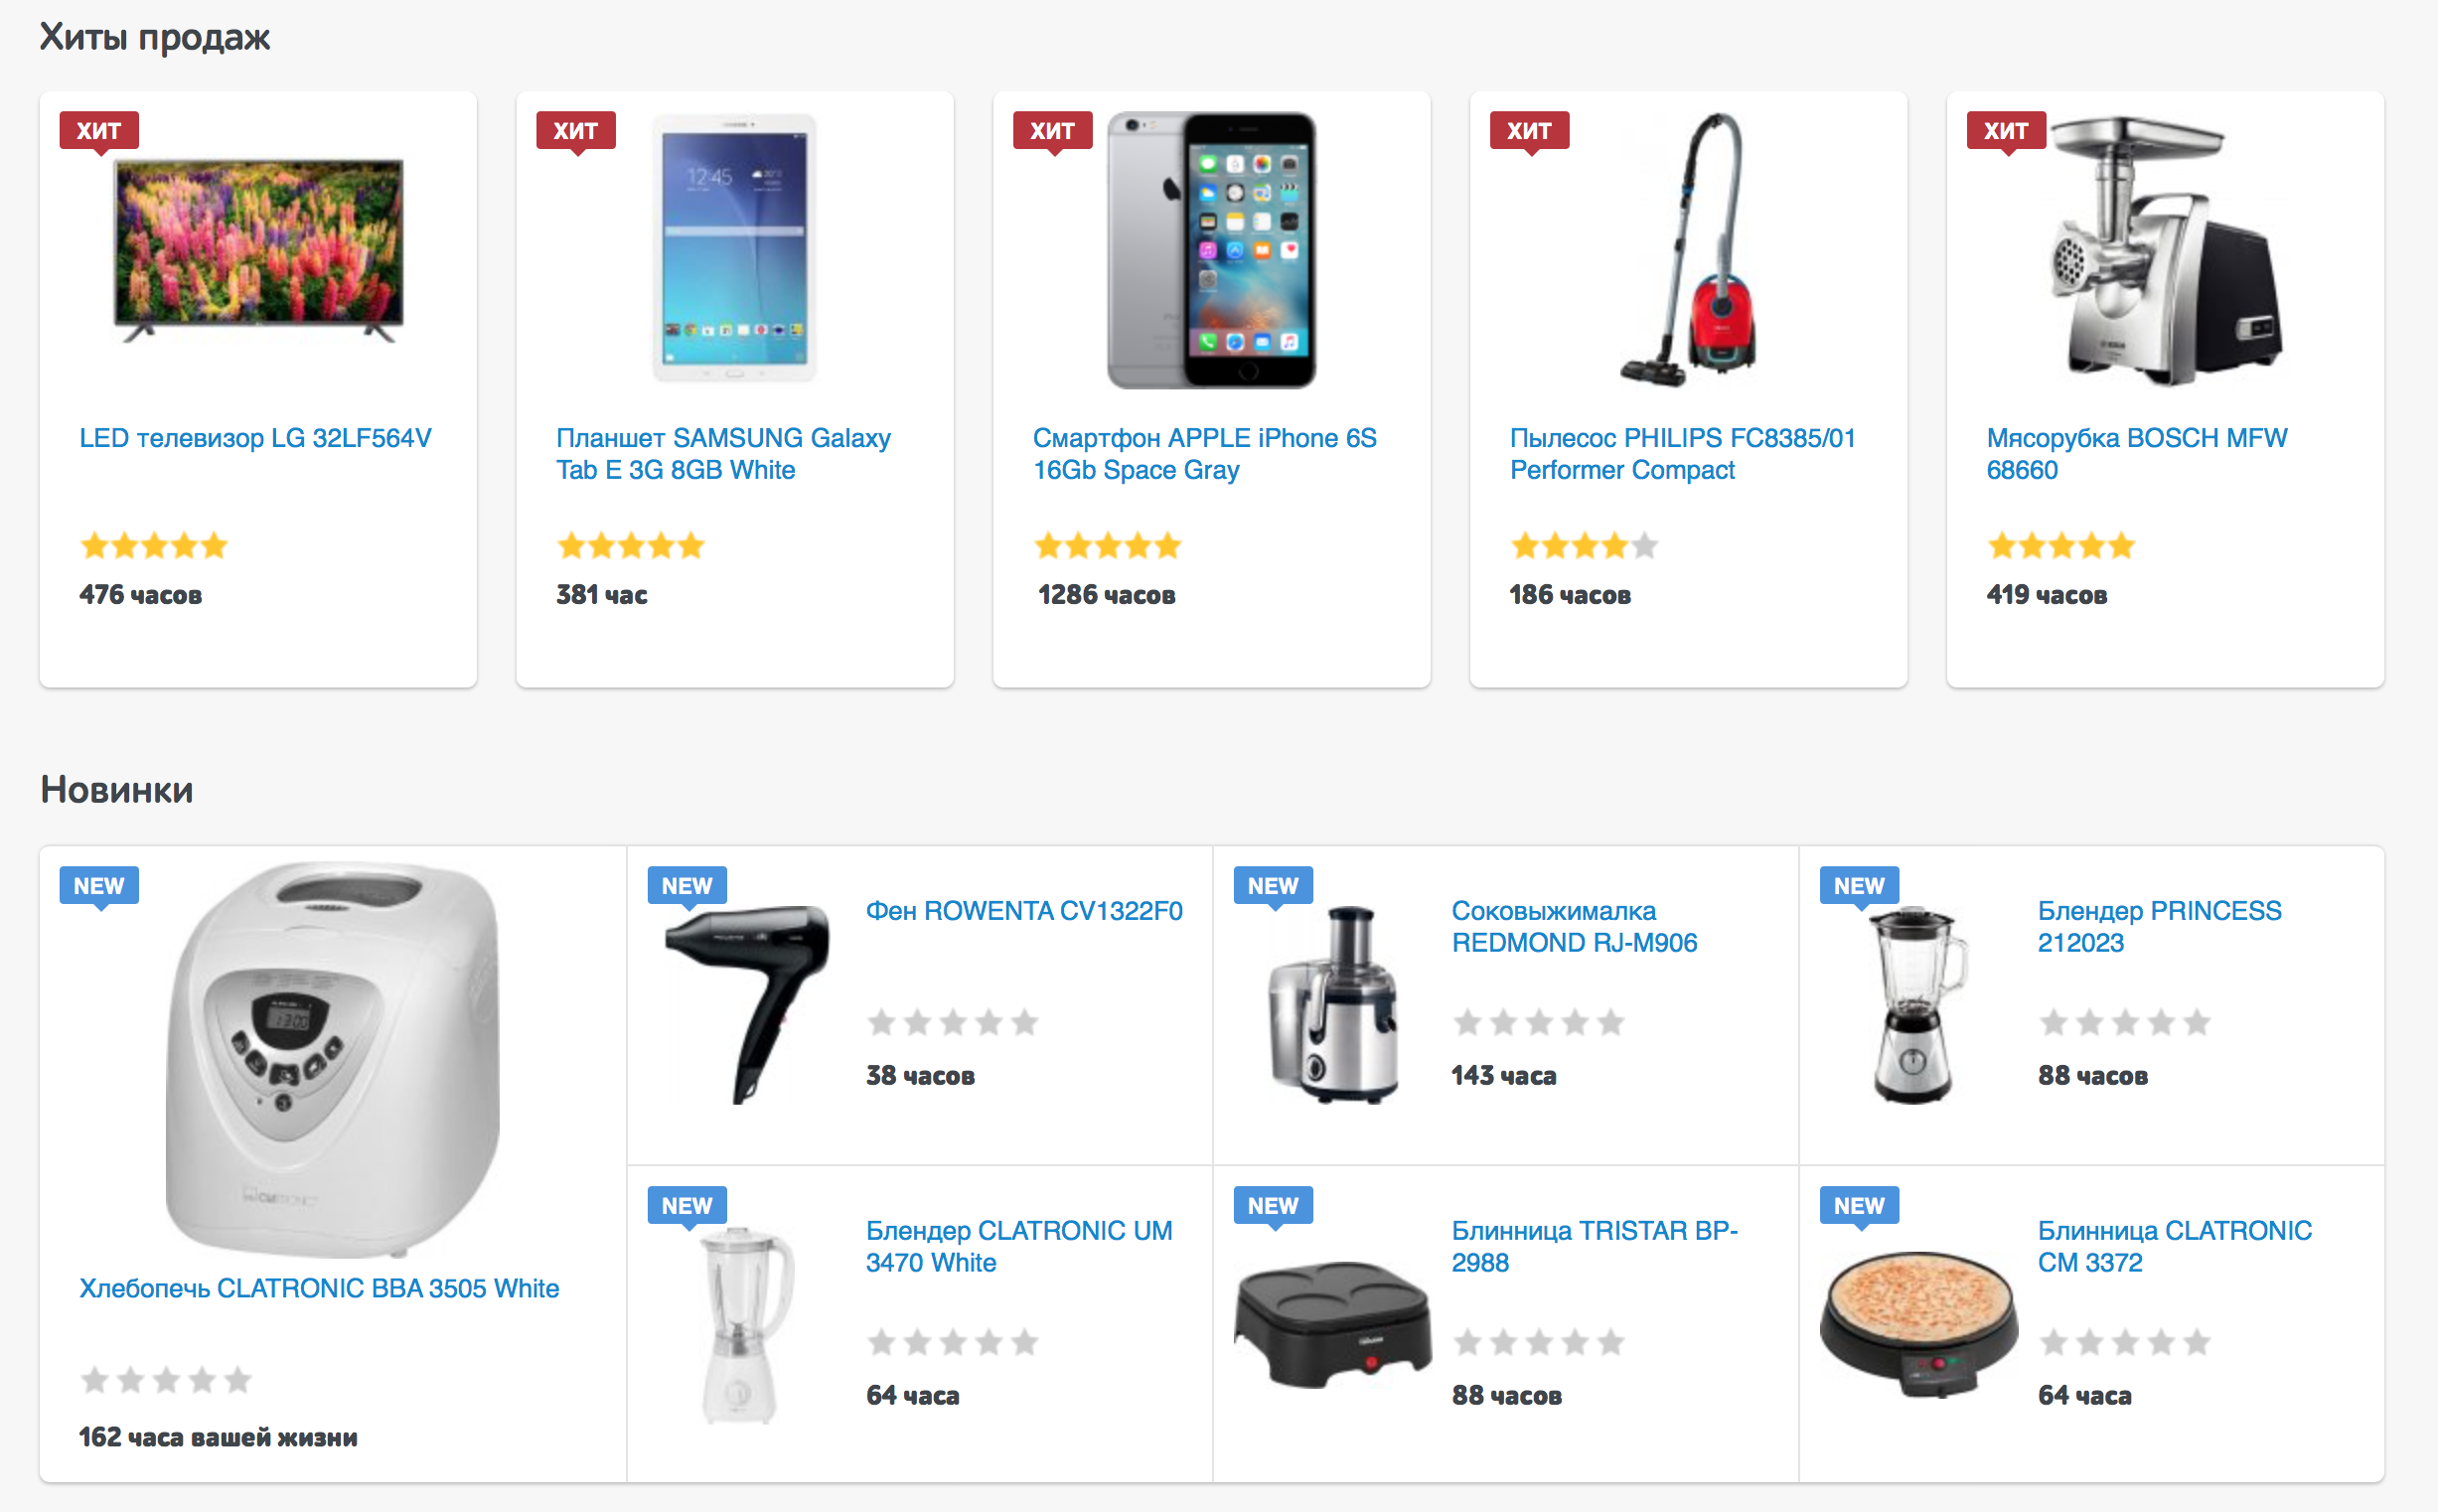 Хиты продаж
ХИТ
LED телевизор LG 32LF564V
476 часов
ХИТ
12:45
Планшет SAMSUNG Galaxy
Tab E 3G 8GB White
381 час
ХИТ
Смартфон APPLE iPhone 6S
16Gb Space Gray
1286 часов
ХИТ
Пылесос PHILIPS FC8385/01
Performer Compact
186 часов
ХИТ
BOSCH
Мясорубка BOSCH MFW
68660
419 часов
Новинки
NEW
Хлебопечь CLATRONIC BBA 3505 White
162 часа вашей жизни
NEW
Фен ROWENTA CV1322F0
38 часов
NEW
Соковыжималка
REDMOND RJ-M906
143 часа
NEW
Блендер PRINCESS
212023
88 часов
NEW
Блендер CLATRONIC UM
3470 White
64 часа
NEW
Блинница TRISTAR BP-
2988
88 часов
NEW
Блинница CLATRONIC
CM 3372
64 часа